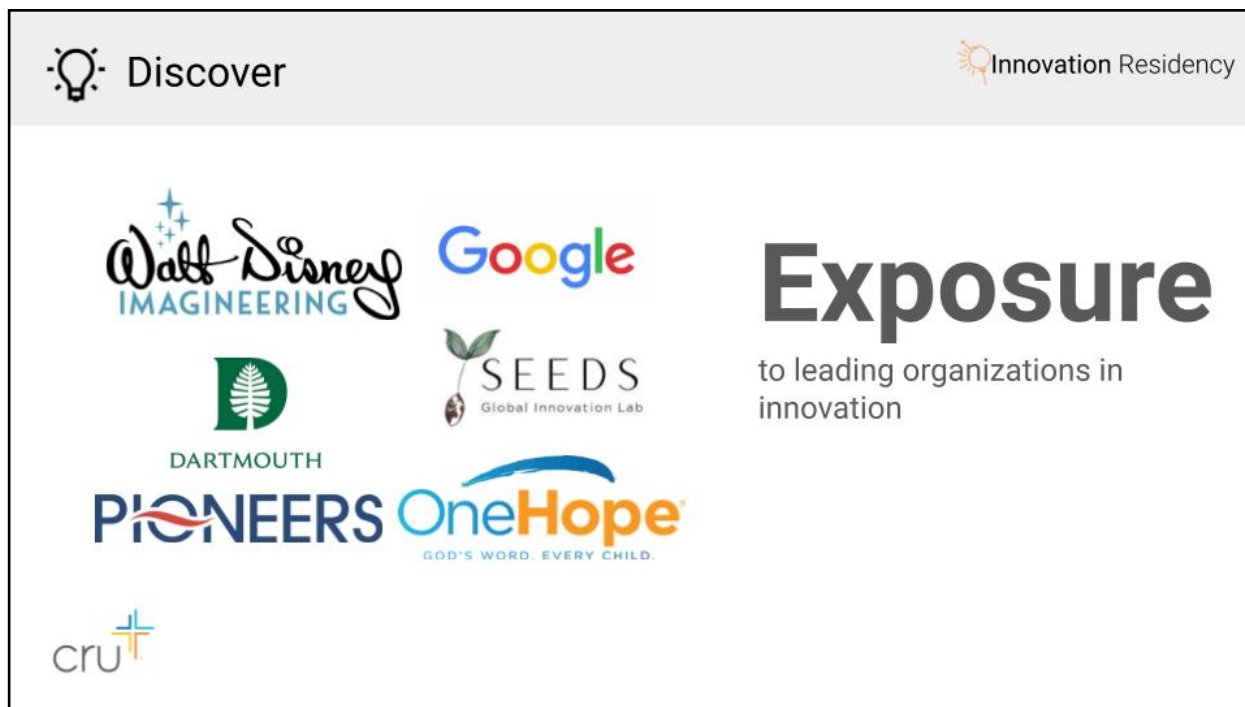 Discover
Innovation Residency
Walt Disney
IMAGINEERING
Google
SEEDS
Global Innovation Lab
DARTMOUTH
PIONEERS
OneHope®
GOD'S WORD. EVERY CHILD.
Exposure
to leading organizations in
innovation
cru